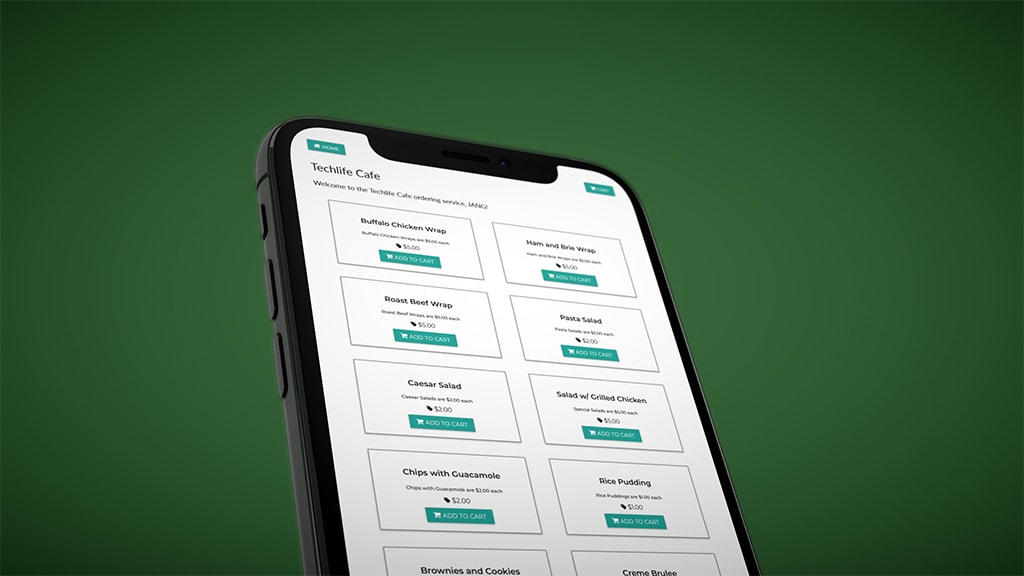 HOME
CART
Techlife Cafe
Welcome to the Techlife Cafe ordering service, JANG!
Buffalo Chicken Wrap
Buffalo Chicken Wraps are $5.00 each
$5.00
ADD TO CART
Ham and Brie Wrap
Ham and Brie Wraps are $5.00 each
$5.00
ADD TO CART
Roast Beef Wrap
Roast Beef Wraps are $5.00 each
$5.00
ADD TO CART
Pasta Salad
Pasta Salads are $2.00 each
$2.00
ADD TO CART
Caesar Salad
Caesar Salads are $2.00 each
$2.00
ADD TO CART
Salad w/ Grilled Chicken
Special Salads are $5.00 each
$5.00
ADD TO CART
Chips with Guacamole
Chips with Guacamole are $2.00 each
$2.00
ADD TO CART
Rice Pudding
Rice Puddings are $1.00 each
$1.00
ADD TO CART
Brownies and Cookies
Creme Brulee